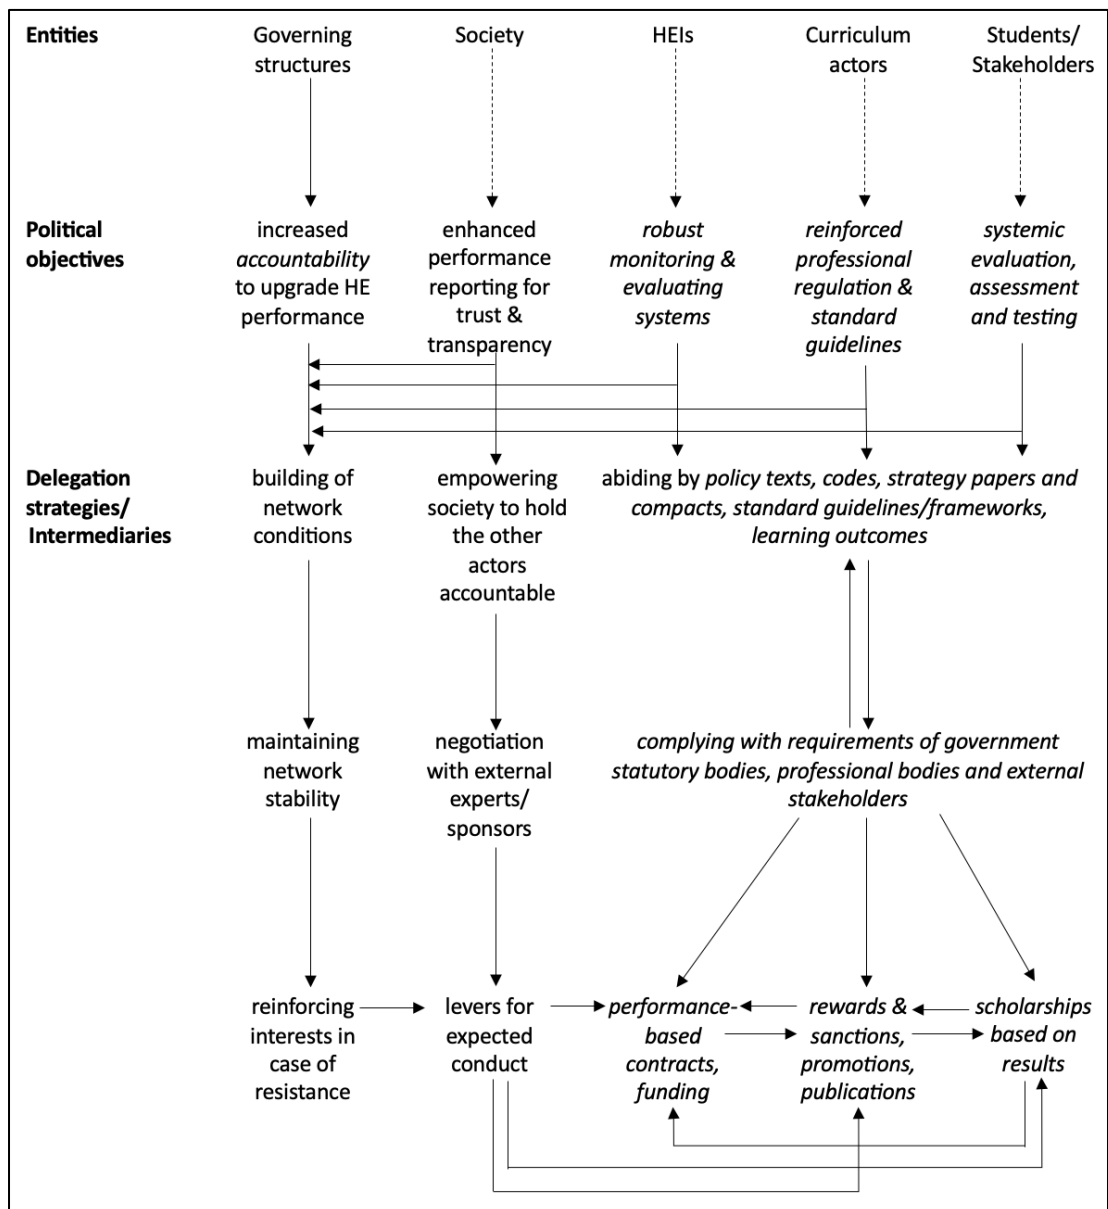 Entities
Governing
structures
Society
HEIs
Curriculum
actors
Students/
Stakeholders
Political
objectives
increased
accountability
to upgrade HE
performance
enhanced
performance
reporting for
trust &
transparency
robust
monitoring &
evaluating
systems
reinforced
professional
regulation &
standard
guidelines
systemic
evaluation,
assessment
and testing
Delegation
strategies/
Intermediaries
building of
network
conditions
empowering
society to hold
the other
actors
accountable
abiding by policy texts, codes, strategy papers and
compacts, standard guidelines/frameworks,
learning outcomes
maintaining
network
stability
negotiation
with external
experts/
sponsors
complying with requirements of government
statutory bodies, professional bodies and external
stakeholders
reinforcing
interests in
case of
resistance
levers for
expected
conduct
performance-
based
contracts,
funding
rewards &
sanctions,
promotions,
publications
scholarships
based on
results